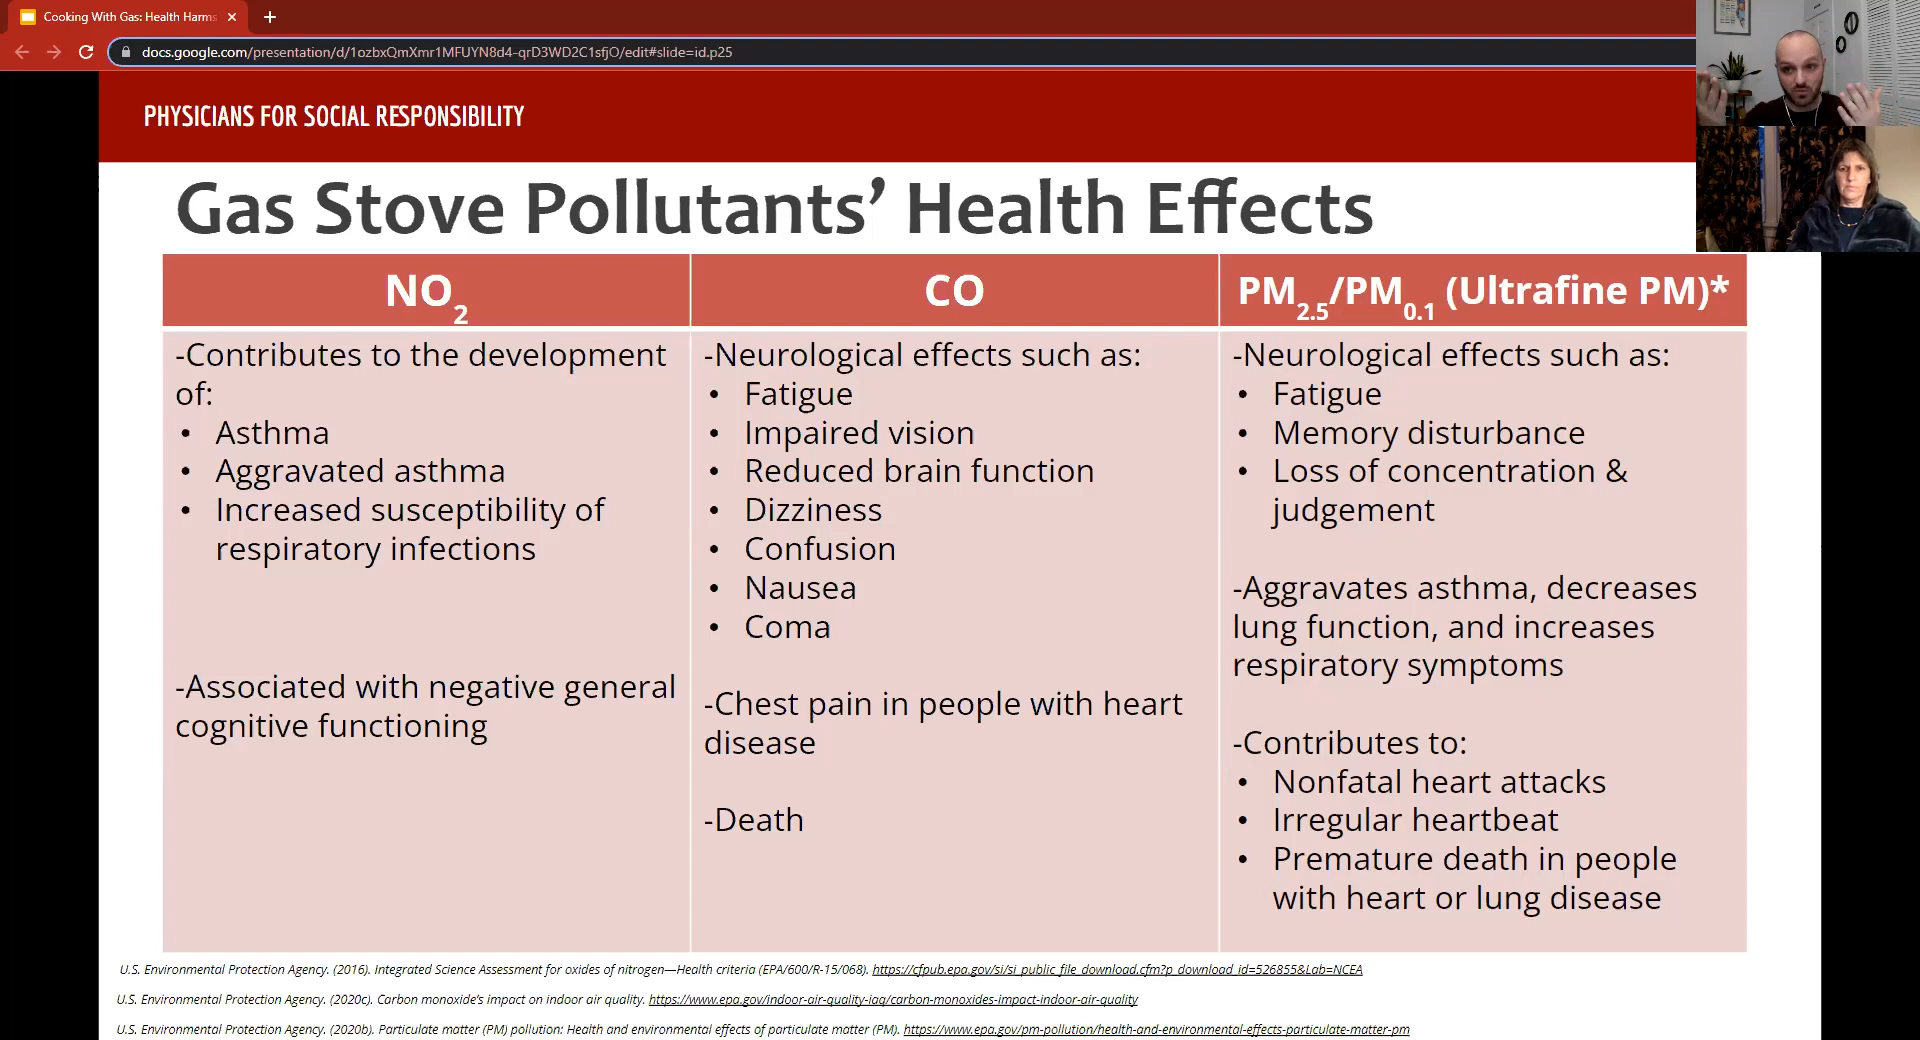 Cooking With Gas: Health Harms
docs.google.com/presentation/d/1ozbxQmXmr1MFUYN8d4-qrD3WD2C1sfjO/edit#slide=id.p25
PHYSICIANS FOR SOCIAL RESPONSIBILITY
Gas Stove Pollutants’ Health Effects
NO2
-Contributes to the development
of:
• Asthma
• Aggravated asthma
• Increased susceptibility of
respiratory infections
-Associated with negative general
cognitive functioning
CO
-Neurological effects such as:
• Fatigue
• Impaired vision
• Reduced brain function
• Dizziness
• Confusion
• Nausea
• Coma
-Chest pain in people with heart
disease
-Death
PM2.5/PM0.1 (Ultrafine PM)*
-Neurological effects such as:
• Fatigue
• Memory disturbance
• Loss of concentration &
judgement
-Aggravates asthma, decreases
lung function, and increases
respiratory symptoms
-Contributes to:
• Nonfatal heart attacks
• Irregular heartbeat
• Premature death in people
with heart or lung disease
U.S. Environmental Protection Agency. (2016). Integrated Science Assessment for oxides of nitrogen—Health criteria (EPA/600/R-15/068). https://cfpub.epa.gov/si/si_public_file_download.cfm?p_download_id=526855&Lab=NCEA
U.S. Environmental Protection Agency. (2020c). Carbon monoxide’s impact on indoor air quality. https://www.epa.gov/indoor-air-quality-iaq/carbon-monoxides-impact-indoor-air-quality
U.S. Environmental Protection Agency. (2020b). Particulate matter (PM) pollution: Health and environmental effects of particulate matter (PM). https://www.epa.gov/pm-pollution/health-and-environmental-effects-particulate-matter-pm